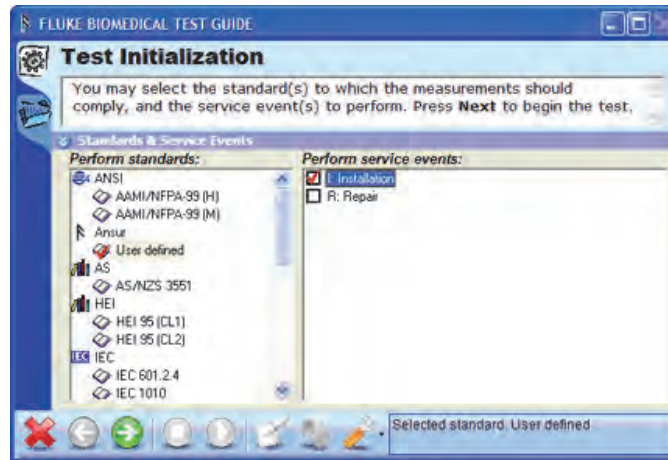 FLUKE BIOMEDICAL TEST GUIDE
Test Initialization
You may select the standard(s) to which the measurements should
comply, and the service event(s) to perform. Press Next to begin the test.
Standards & Service Events
Perform standards:
ANSI
AAMI/NFPA-99 (H)
AAMI/NFPA-99 (M)
Ansur
User defined
AS
AS/NZS 3551
HEI
HEI 95 (CL1)
HEI 95 (CL2)
IEC IEC
IEC 601.2.4
IEC 1010
Perform service events:
I: Installation
R: Repair
Selected standard: User defined